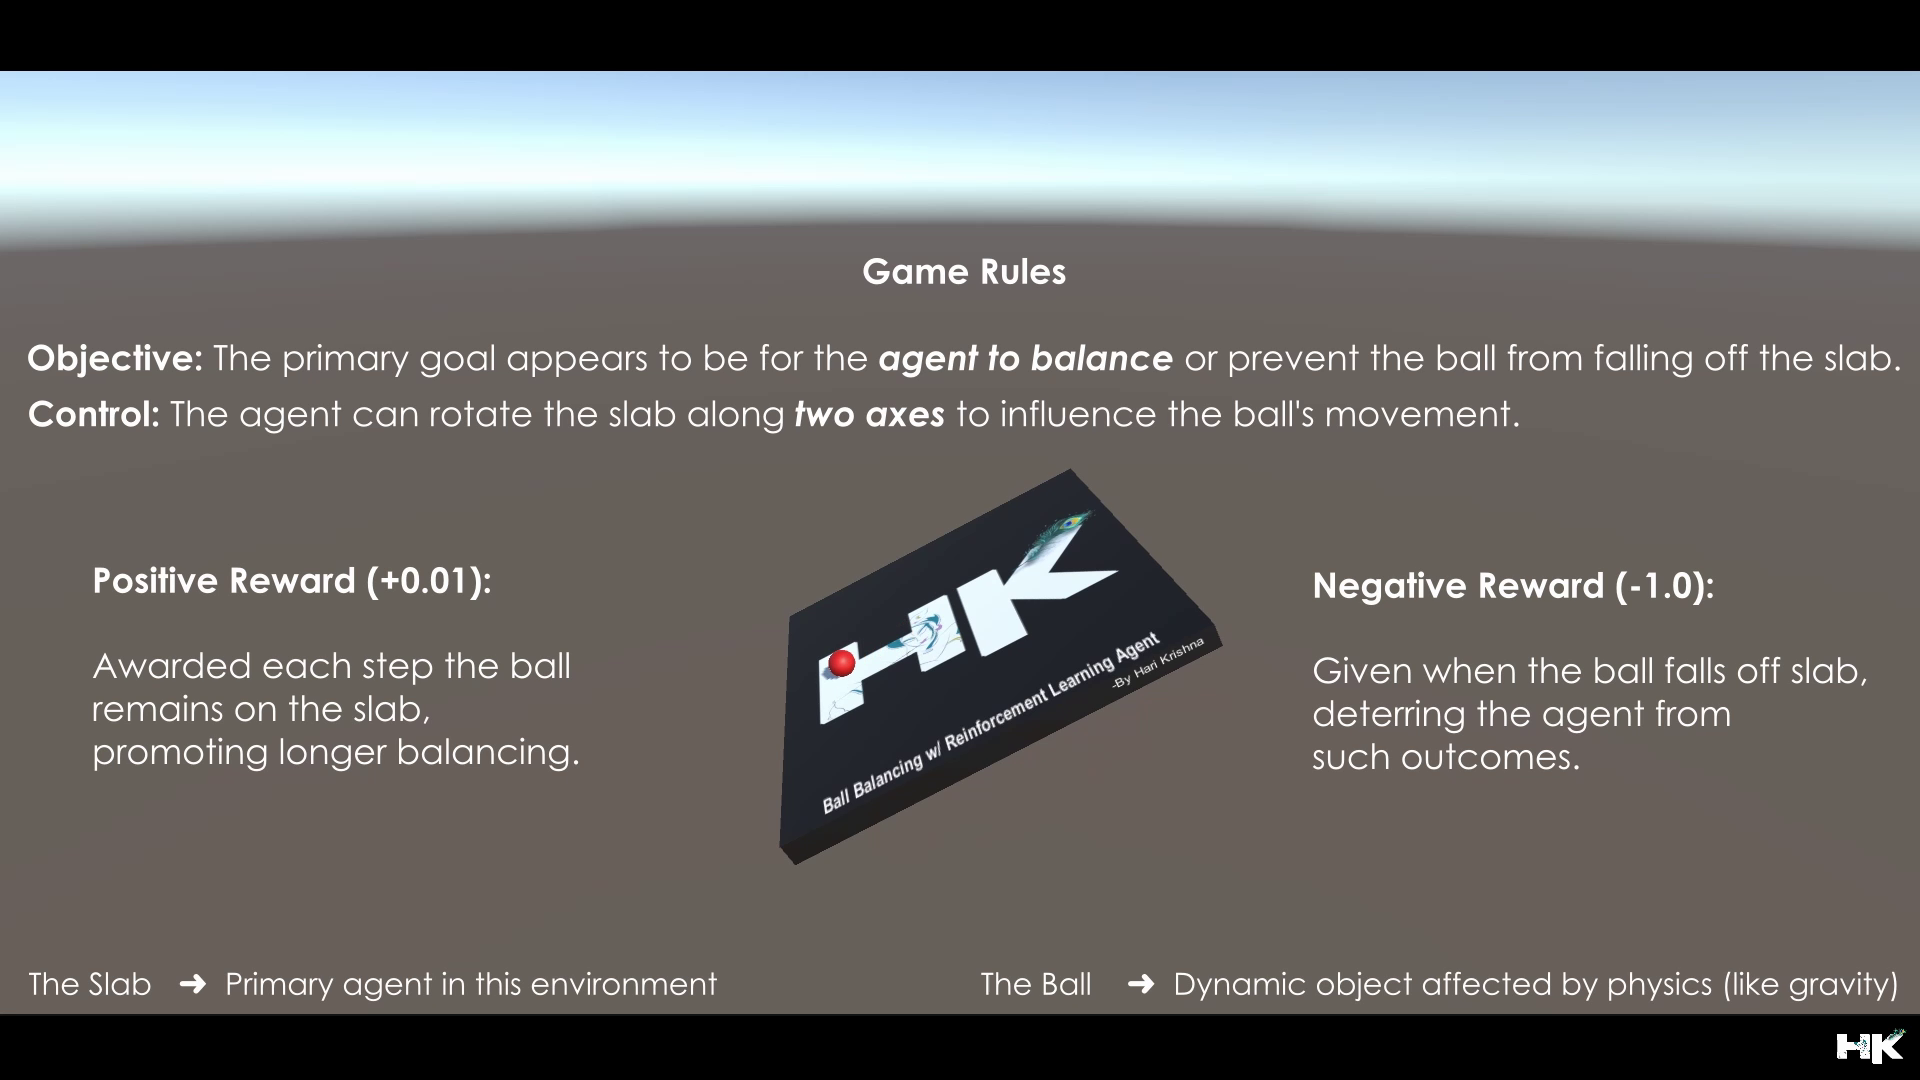 Game Rules
Objective: The primary goal appears to be for the agent to balance or prevent the ball from falling off the slab.
Control: The agent can rotate the slab along two axes to influence the ball's movement.
Positive Reward (+0.01):
Awarded each step the ball
remains on the slab,
promoting longer balancing.
HK
Ball Balancing w/ Reinforcement Learning Agent
-By Hari Krishna
Negative Reward (-1.0):
Given when the ball falls off slab,
deterring the agent from
such outcomes.
The Slab ➜ Primary agent in this environment
The Ball ➜ Dynamic object affected by physics (like gravity)
HK